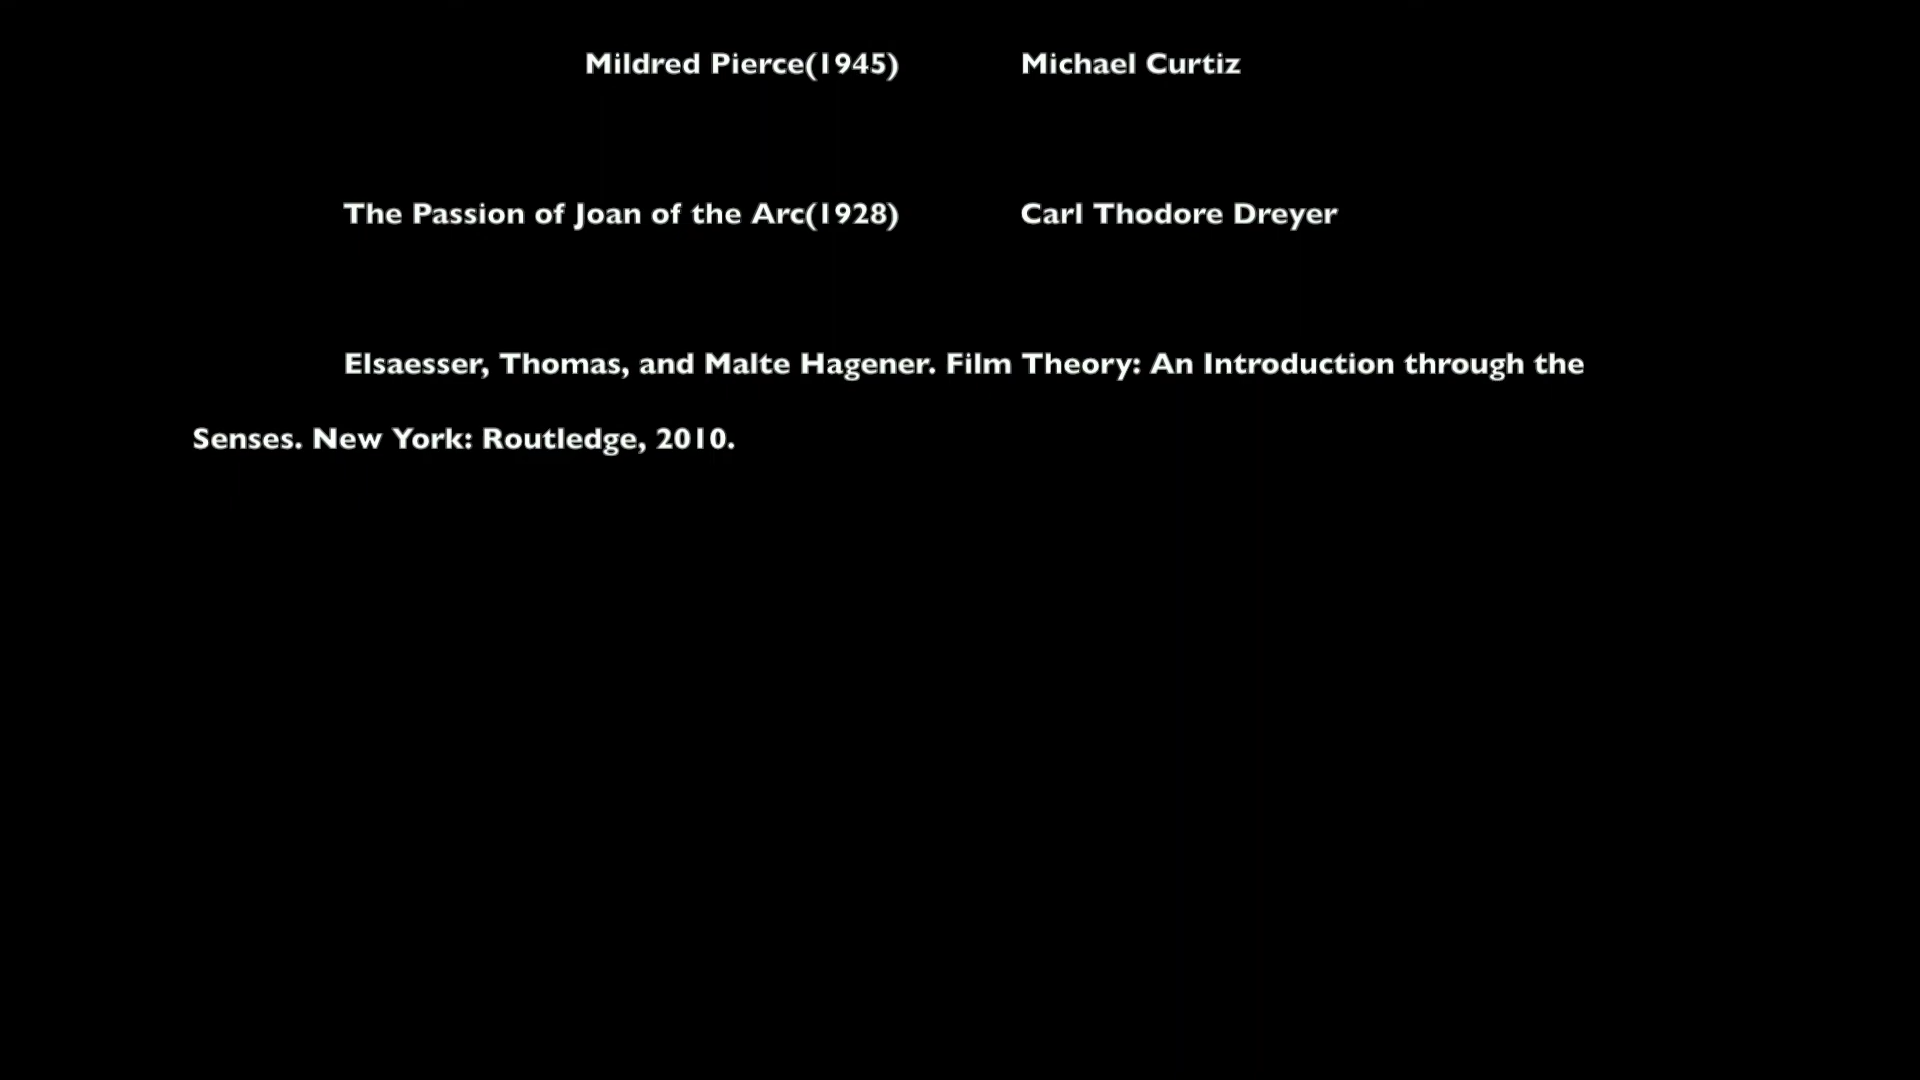 Mildred Pierce(1945) Michael Curtiz
The Passion of Joan of the Arc(1928) Carl Thodore Dreyer
Elsaesser, Thomas, and Malte Hagener. Film Theory: An Introduction through the
Senses. New York: Routledge, 2010.